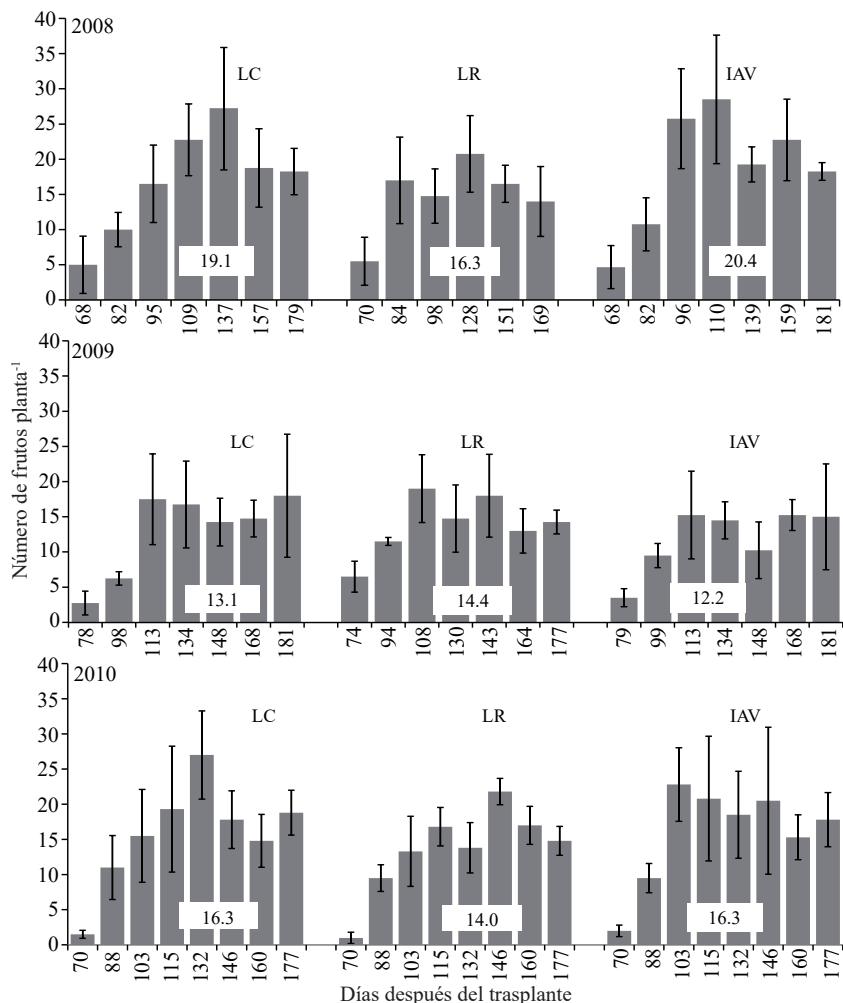 40
2008
35
LC
LR
IAV
30
25
20
15
10
5
0
19.1
16.3
20.4
68 82 95 109 137 157 179
70 84 98 128 151 169
68 82 96 110 139 159 181
Número de frutos planta-1
40
2009
35
30
25
LC
LR
IAV
20
15
10
5
0
13.1
14.4
12.2
78 98 113 134 148 168 181
74 94 108 130 143 164 177
79 99 113 134 148 168 181
40
2010
35
LC
LR
IAV
30
25
20
15
10
5
0
16.3
14.0
16.3
70 88 103 115 132 146 160 177
70 88 103 115 132 146 160 177
70 88 103 115 132 146 160 177
Días después del trasplante